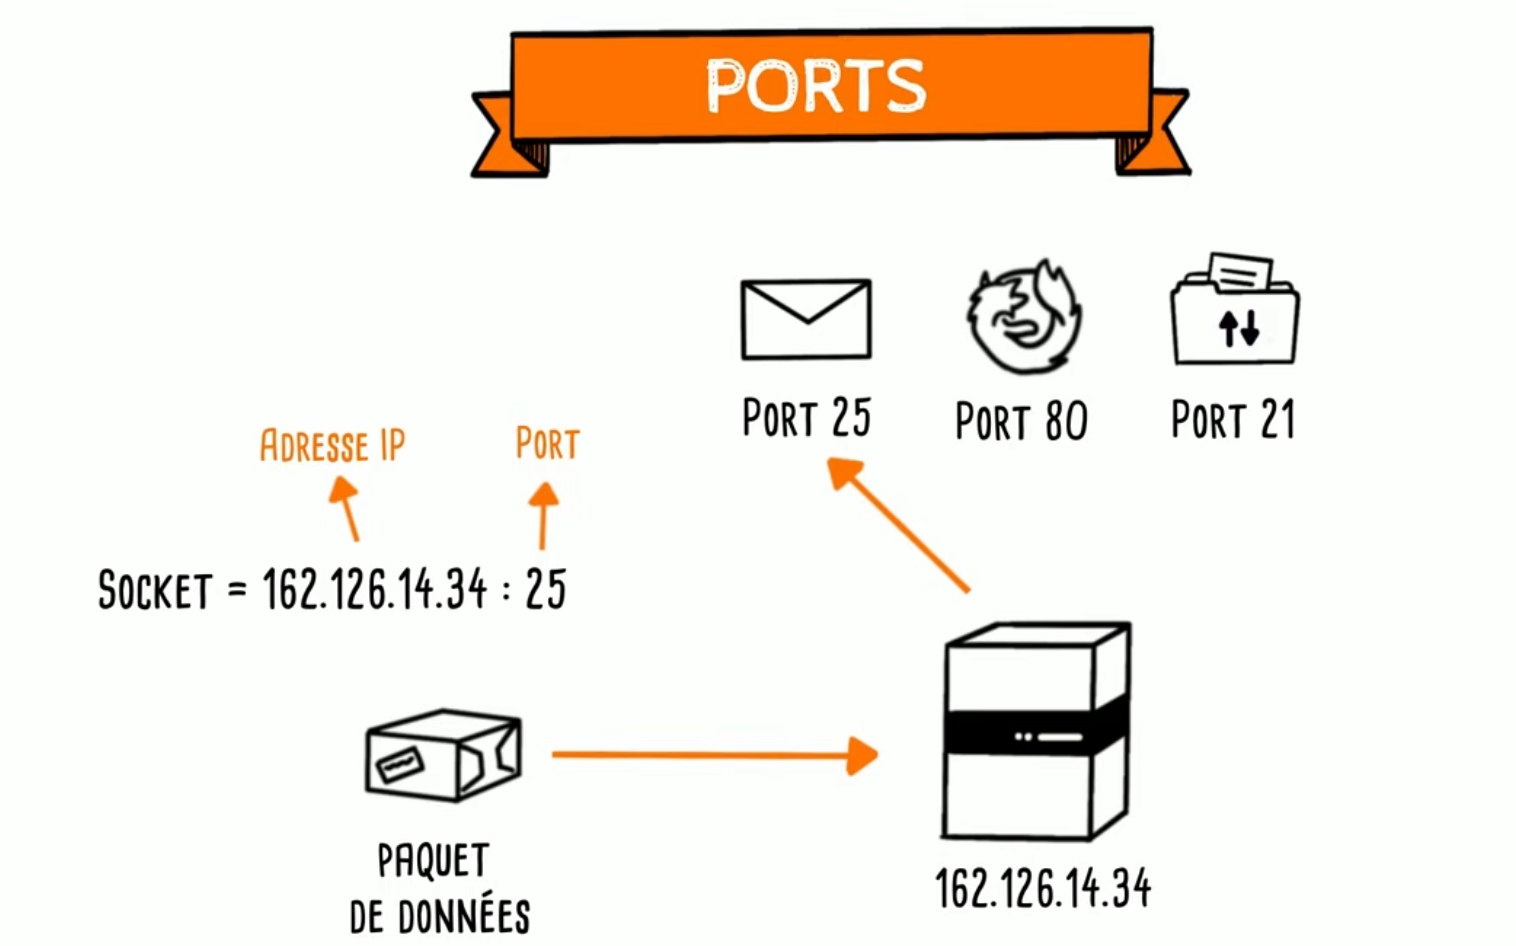 PORTS
PORT 25
PORT 80
PORT 21
ADRESSE IP
PORT
SOCKET = 162.126.14.34 : 25
PAQUET
DE DONNÉES
162.126.14.34